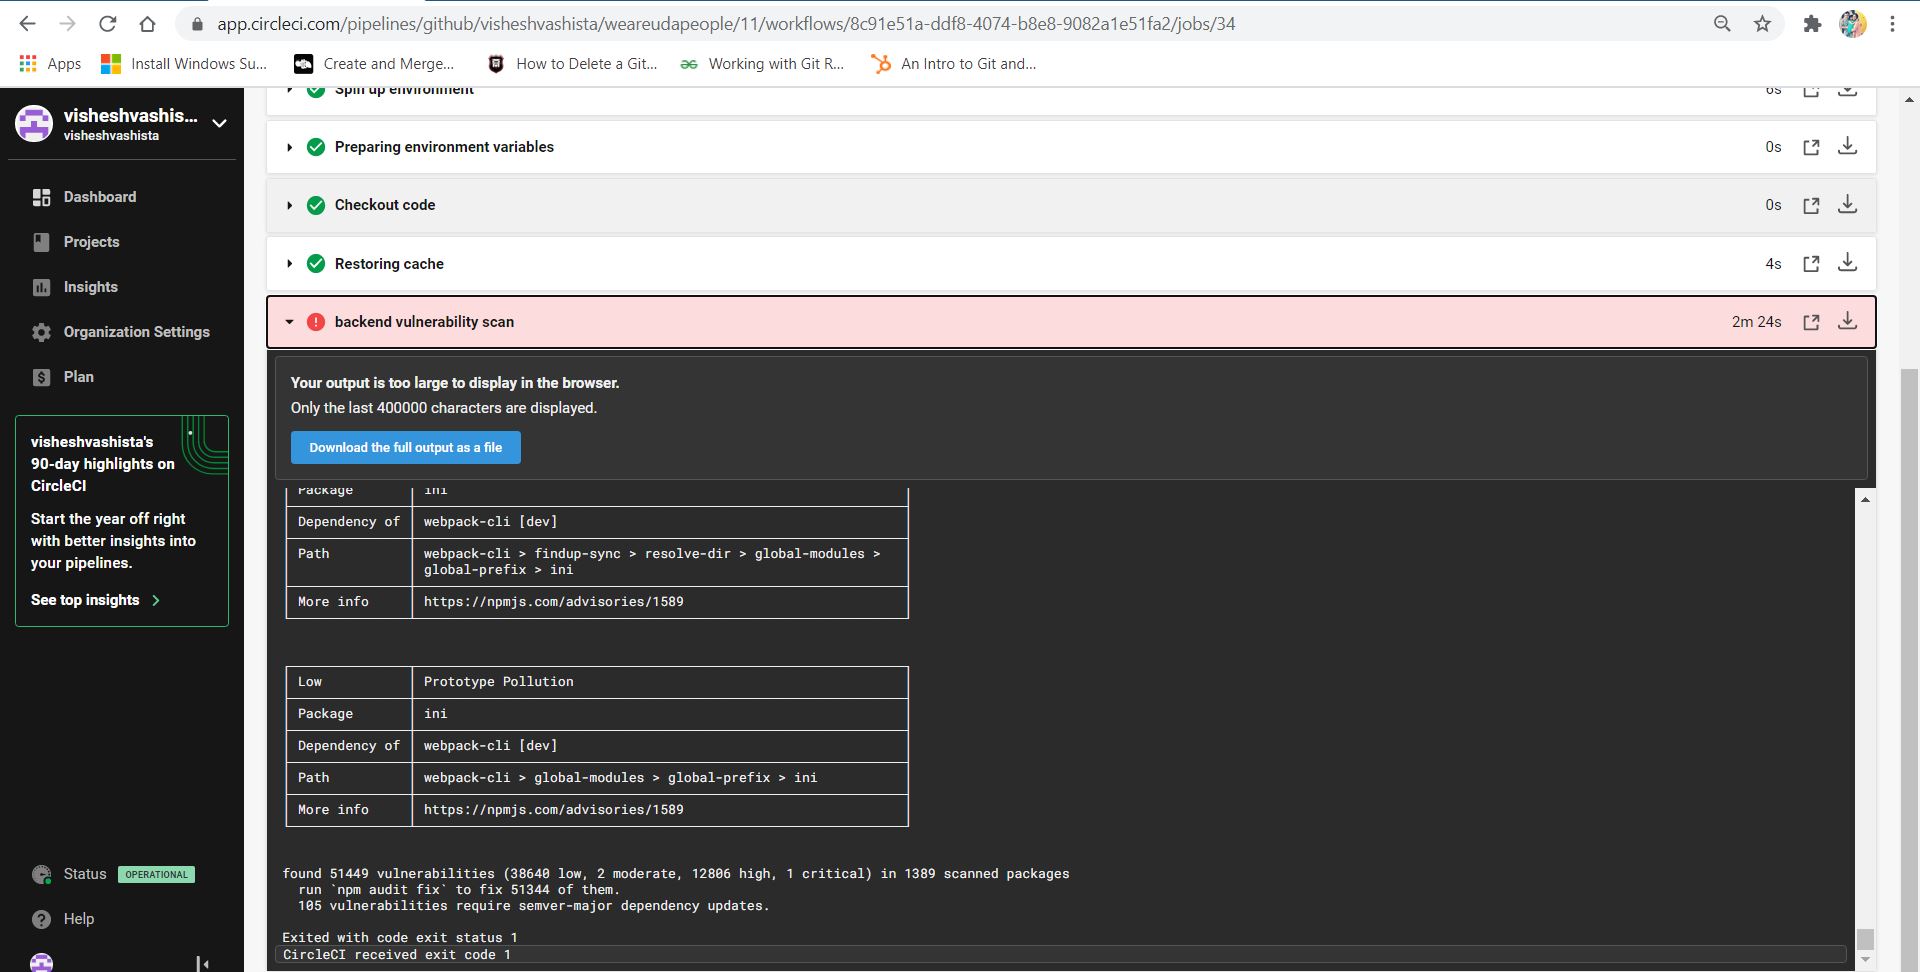 app.circleci.com/pipelines/github/visheshvashista/weareudapeople/11/workflows/8c91e51a-ddf8-4074-b8e8-9082a1e51fa2/jobs/34
Apps
Install Windows Su...
Create and Merge...
How to Delete a Git...
Working with Git R...
An Intro to Git and...
visheshvashis...
visheshvashista
Dashboard
Projects
Insights
Organization Settings
Plan
visheshvashista's
90-day highlights on
CircleCI
Start the year off right
with better insights into
your pipelines.
See top insights
Status OPERATIONAL
Help
Spin up environment 6s
Preparing environment variables 0s
Checkout code 0s
Restoring cache 4s
backend vulnerability scan 2m 24s
Your output is too large to display in the browser.
Only the last 400000 characters are displayed.
Download the full output as a file
Package ini
Dependency of webpack-cli [dev]
Path webpack-cli > findup-sync > resolve-dir > global-modules >
global-prefix > ini
More info https://npmjs.com/advisories/1589
Low Prototype Pollution
Package ini
Dependency of webpack-cli [dev]
Path webpack-cli > global-modules > global-prefix > ini
More info https://npmjs.com/advisories/1589
found 51449 vulnerabilities (38640 low, 2 moderate, 12806 high, 1 critical) in 1389 scanned packages
run `npm audit fix` to fix 51344 of them.
105 vulnerabilities require semver-major dependency updates.
Exited with code exit status 1
CircleCI received exit code 1